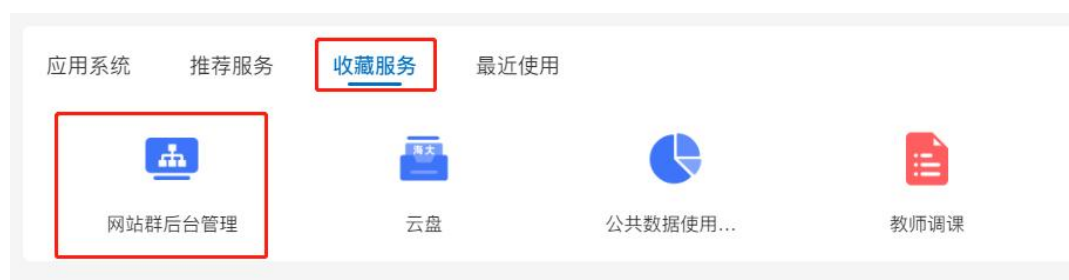 应用系统 推荐服务 收藏服务 最近使用
海大
网站群后台管理 云盘 公共数据使用... 教师调课